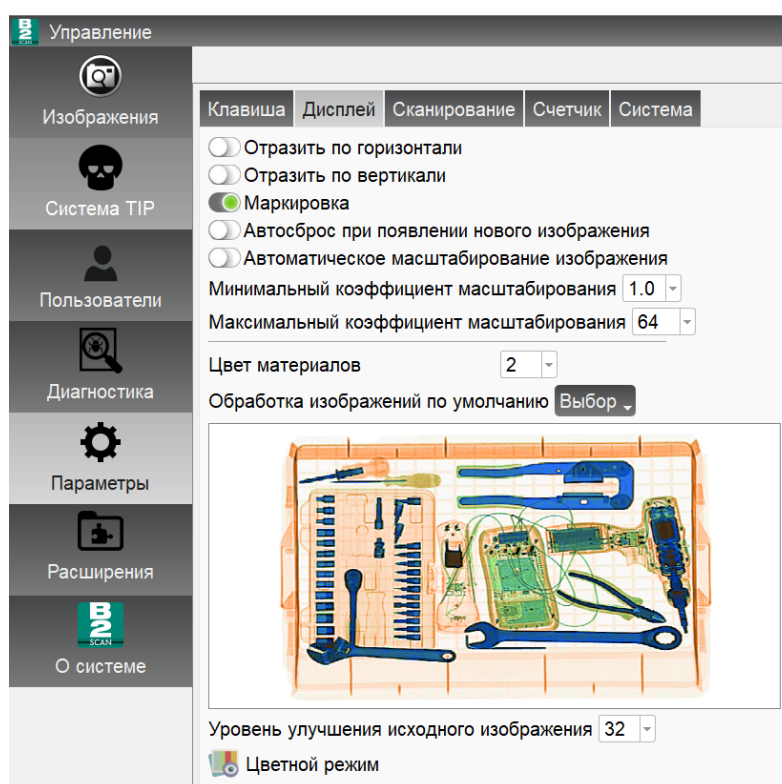 B2
SCAN
Управление
Изображения
Система TIP
Пользователи
Диагностика
Параметры
Расширения
B2
SCAN
О системе
Клавиша Дисплей Сканирование Счетчик Система
Отразить по горизонтали
Отразить по вертикали
Маркировка
Автосброс при появлении нового изображения
Автоматическое масштабирование изображения
Минимальный коэффициент масштабирования 1.0
Максимальный коэффициент масштабирования 64
Цвет материалов 2
Обработка изображений по умолчанию Выбор
Уровень улучшения исходного изображения 32
Цветной режим